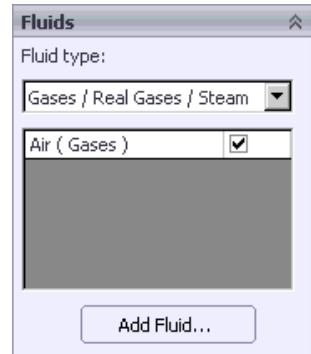 Fluids
Fluid type:
Gases / Real Gases / Steam
Air ( Gases )
Add Fluid...